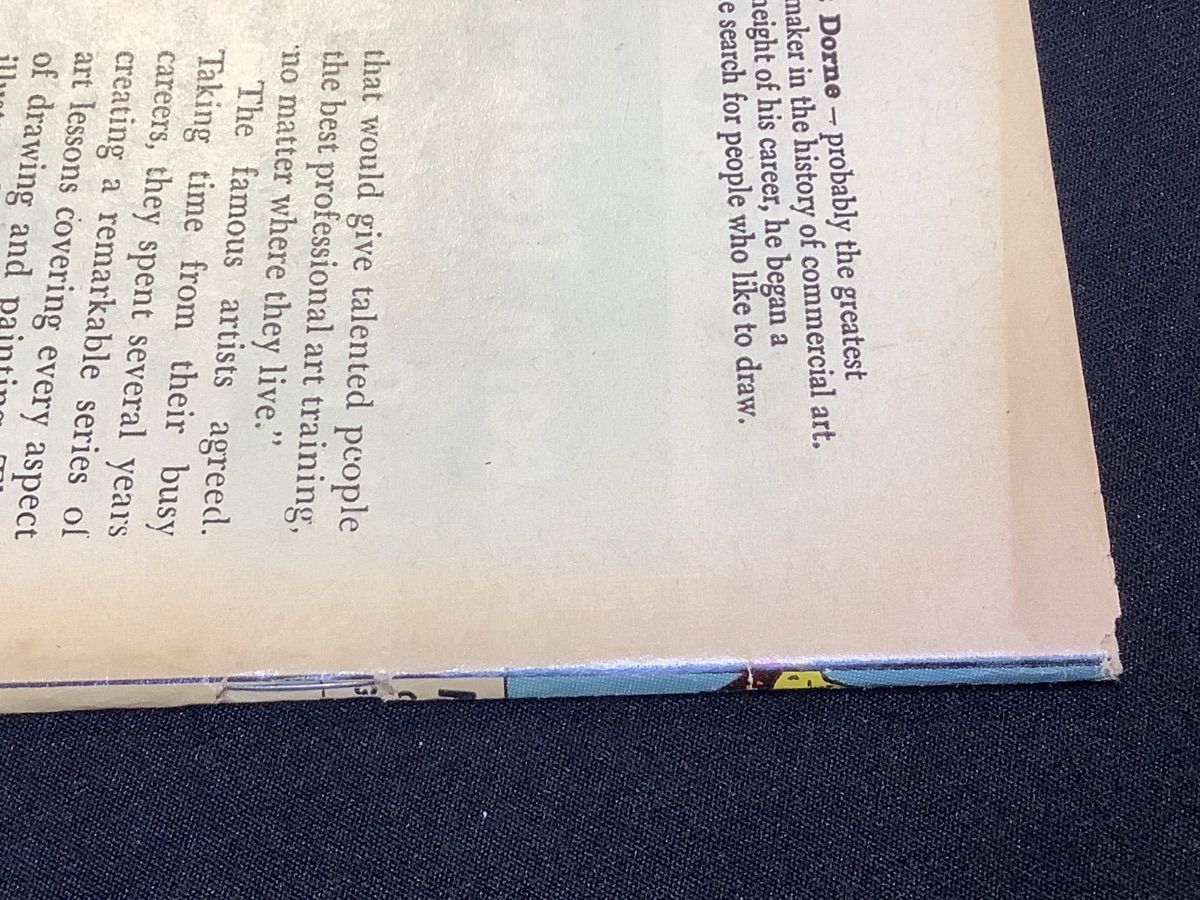 Dorne — probably the greatest
maker in the history of commercial art.
height of his career, he began a
search for people who like to draw.
that would give talented people
the best professional art training,
no matter where they live."
The famous artists agreed.
Taking time from their busy
careers, they spent several years
creating a remarkable series of
art lessons covering every aspect
of drawing and painting.